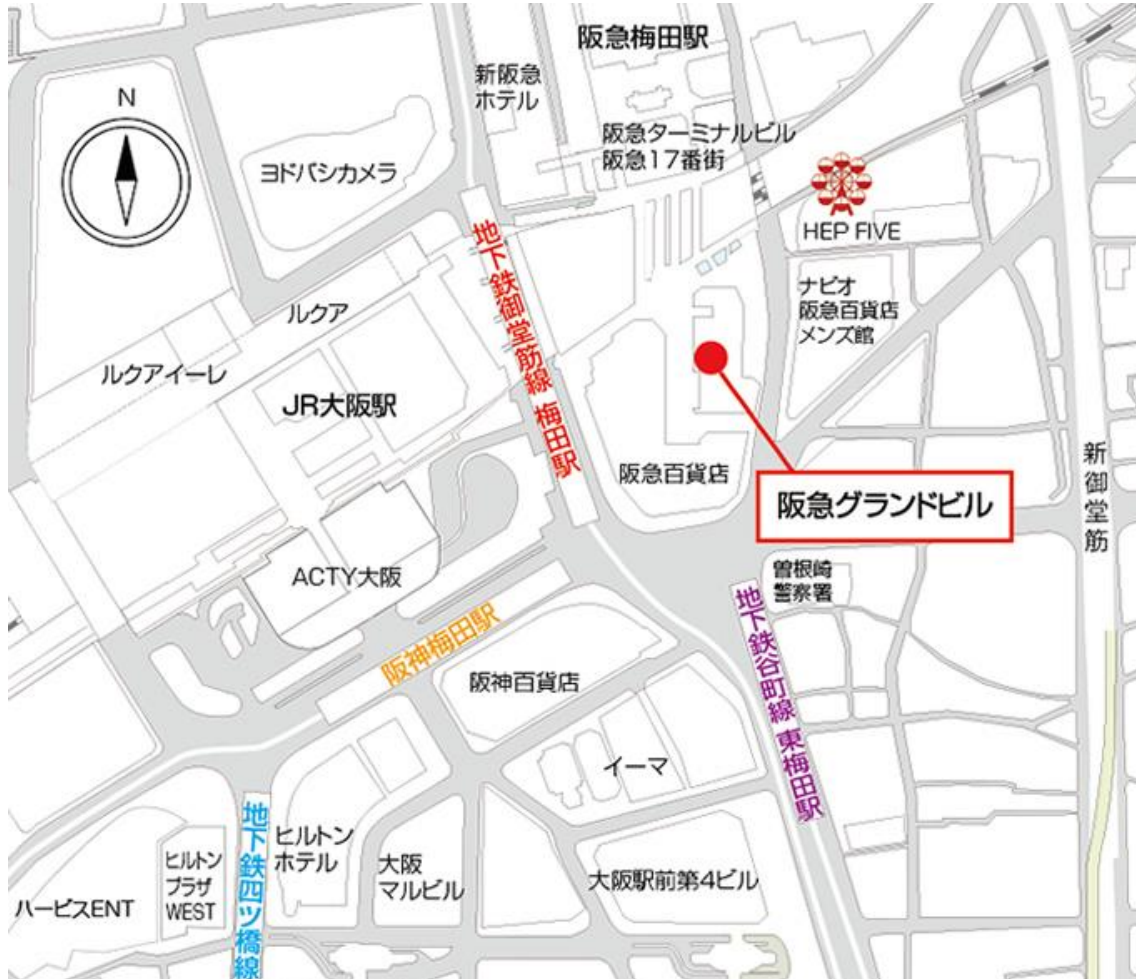 阪急梅田駅
新阪急
ホテル
N
阪急ターミナルビル
阪急17番街
ヨドバシカメラ
HEP FIVE
地下鉄御堂筋線 梅田駅
ナビオ
阪急百貨店
メンズ館
ルクア
ルクアイーレ
JR大阪駅
阪急百貨店
阪急グランドビル
新御堂筋
ACTY大阪
曽根崎
警察署
地下鉄谷町線 東梅田駅
阪神梅田駅
阪神百貨店
イーマ
地下鉄四ツ橋線
ヒルトン
ホテル
ヒルトン
プラザ
WEST
大阪
マルビル
大阪駅前第4ビル
ハービスENT